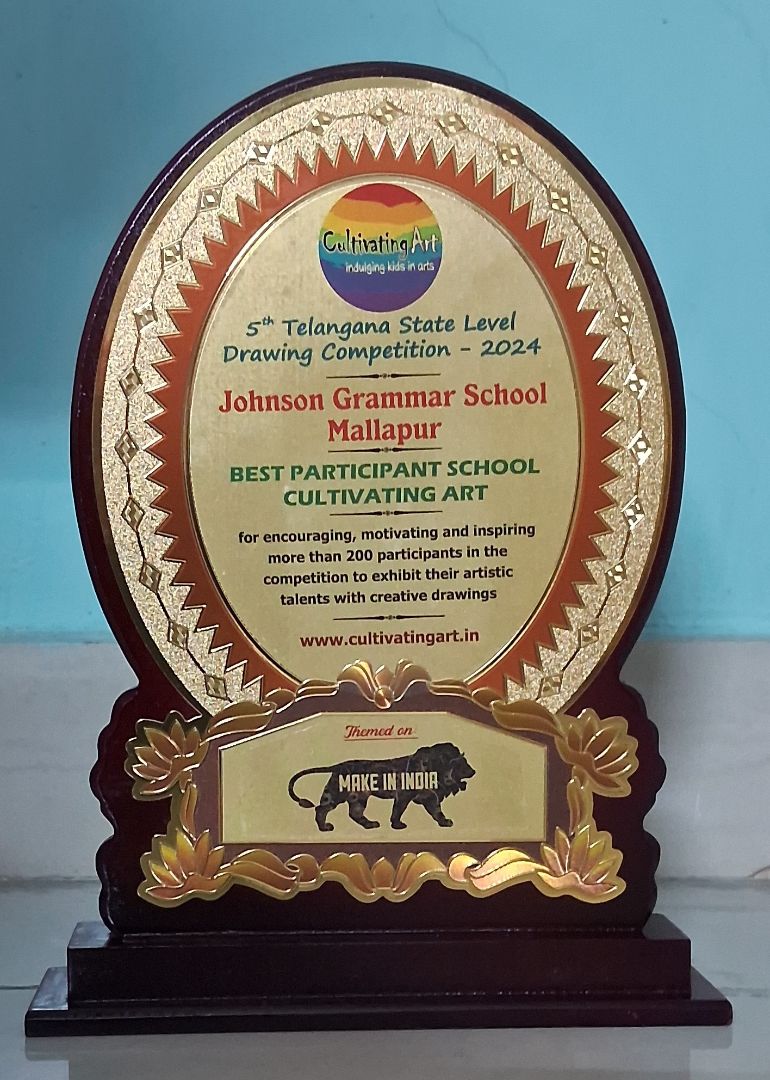 Cultivating Art
indulging kids in arts
5th Telangana State Level
Drawing Competition - 2024
Johnson Grammar School
Mallapur
BEST PARTICIPANT SCHOOL
CULTIVATING ART
for encouraging, motivating and inspiring
more than 200 participants in the
competition to exhibit their artistic
talents with creative drawings
www.cultivatingart.in
Themed on
MAKE IN INDIA